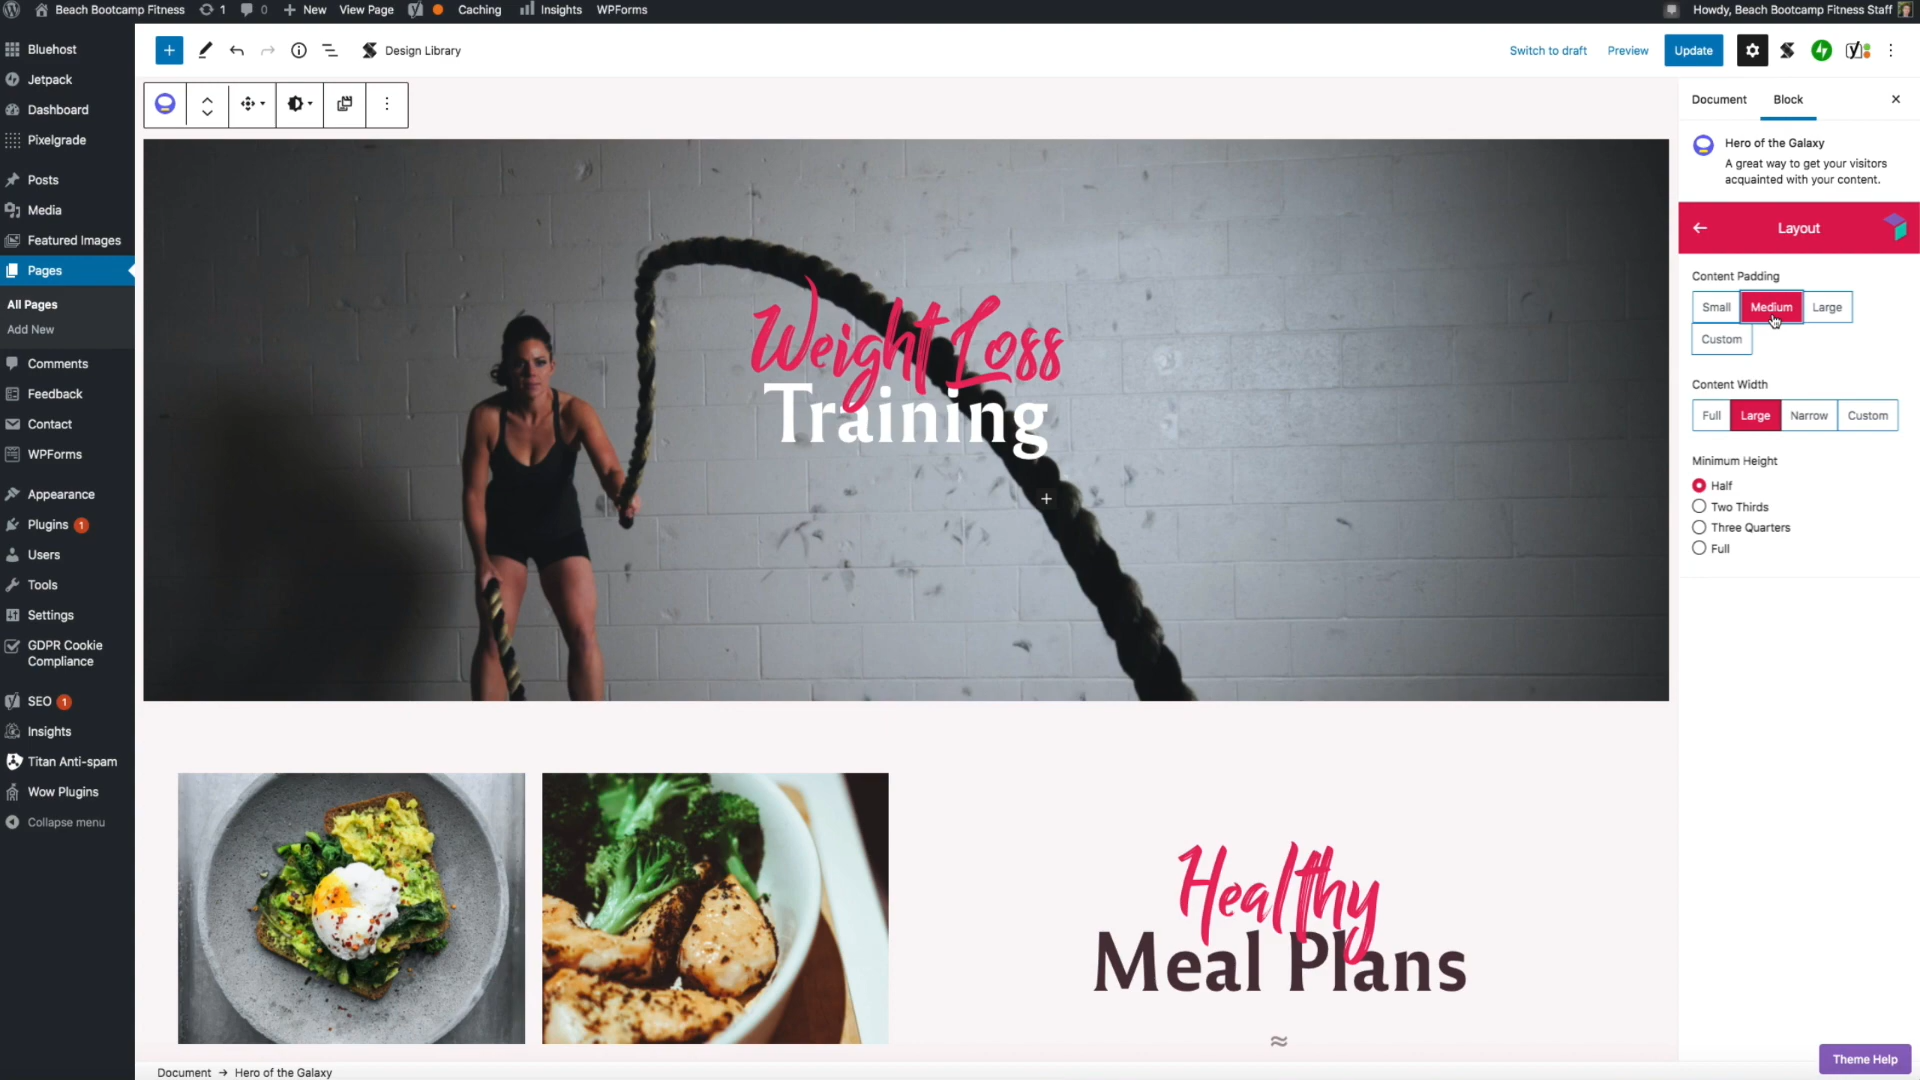 Beach Bootcamp Fitness 1 0 New View Page Caching Insights WPForms Howdy, Beach Bootcamp Fitness Staff
Bluehost
Jetpack
Dashboard
Pixelgrade
Posts
Media
Featured Images
Pages
All Pages
Add New
Comments
Feedback
Contact
WPForms
Appearance
Plugins 1
Users
Tools
Settings
GDPR Cookie
Compliance
SEO 1
Insights
Titan Anti-spam
Wow Plugins
Collapse menu
Design Library
Switch to draft Preview Update
Weight Loss
Training
Healthy
Meal Plans
Document → Hero of the Galaxy
Document Block
Hero of the Galaxy
A great way to get your visitors
acquainted with your content.
Layout
Content Padding
Small Medium Large
Custom
Content Width
Full Large Narrow Custom
Minimum Height
Half
Two Thirds
Three Quarters
Full
Theme Help